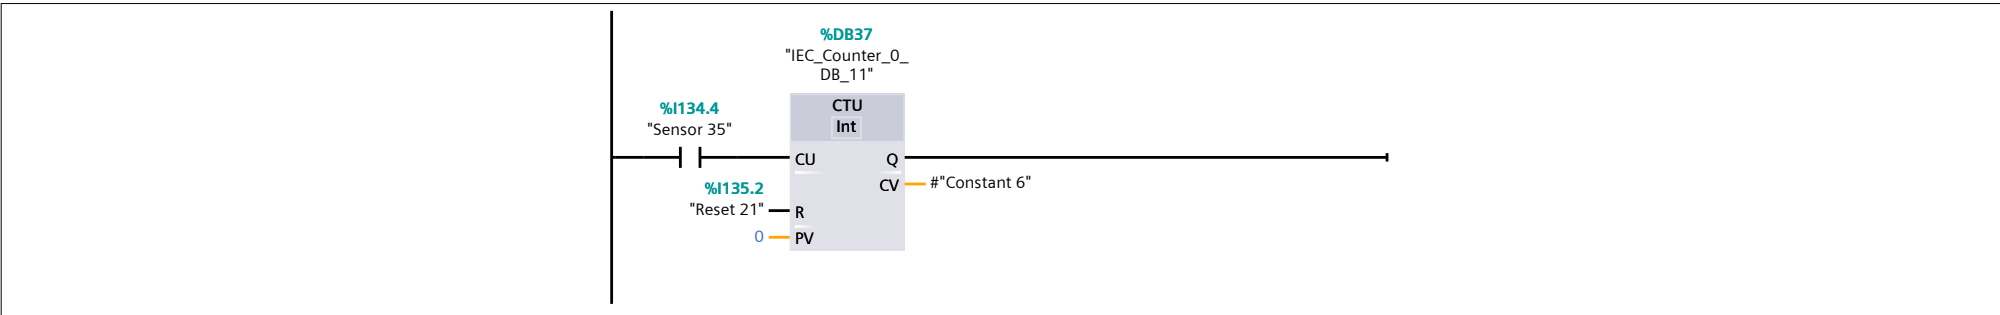 %DB37
"IEC_Counter_0_
DB_11"
%I134.4
"Sensor 35"
CTU
Int
CU
Q
CV
#"Constant 6"
%I135.2
"Reset 21"
R
0
PV